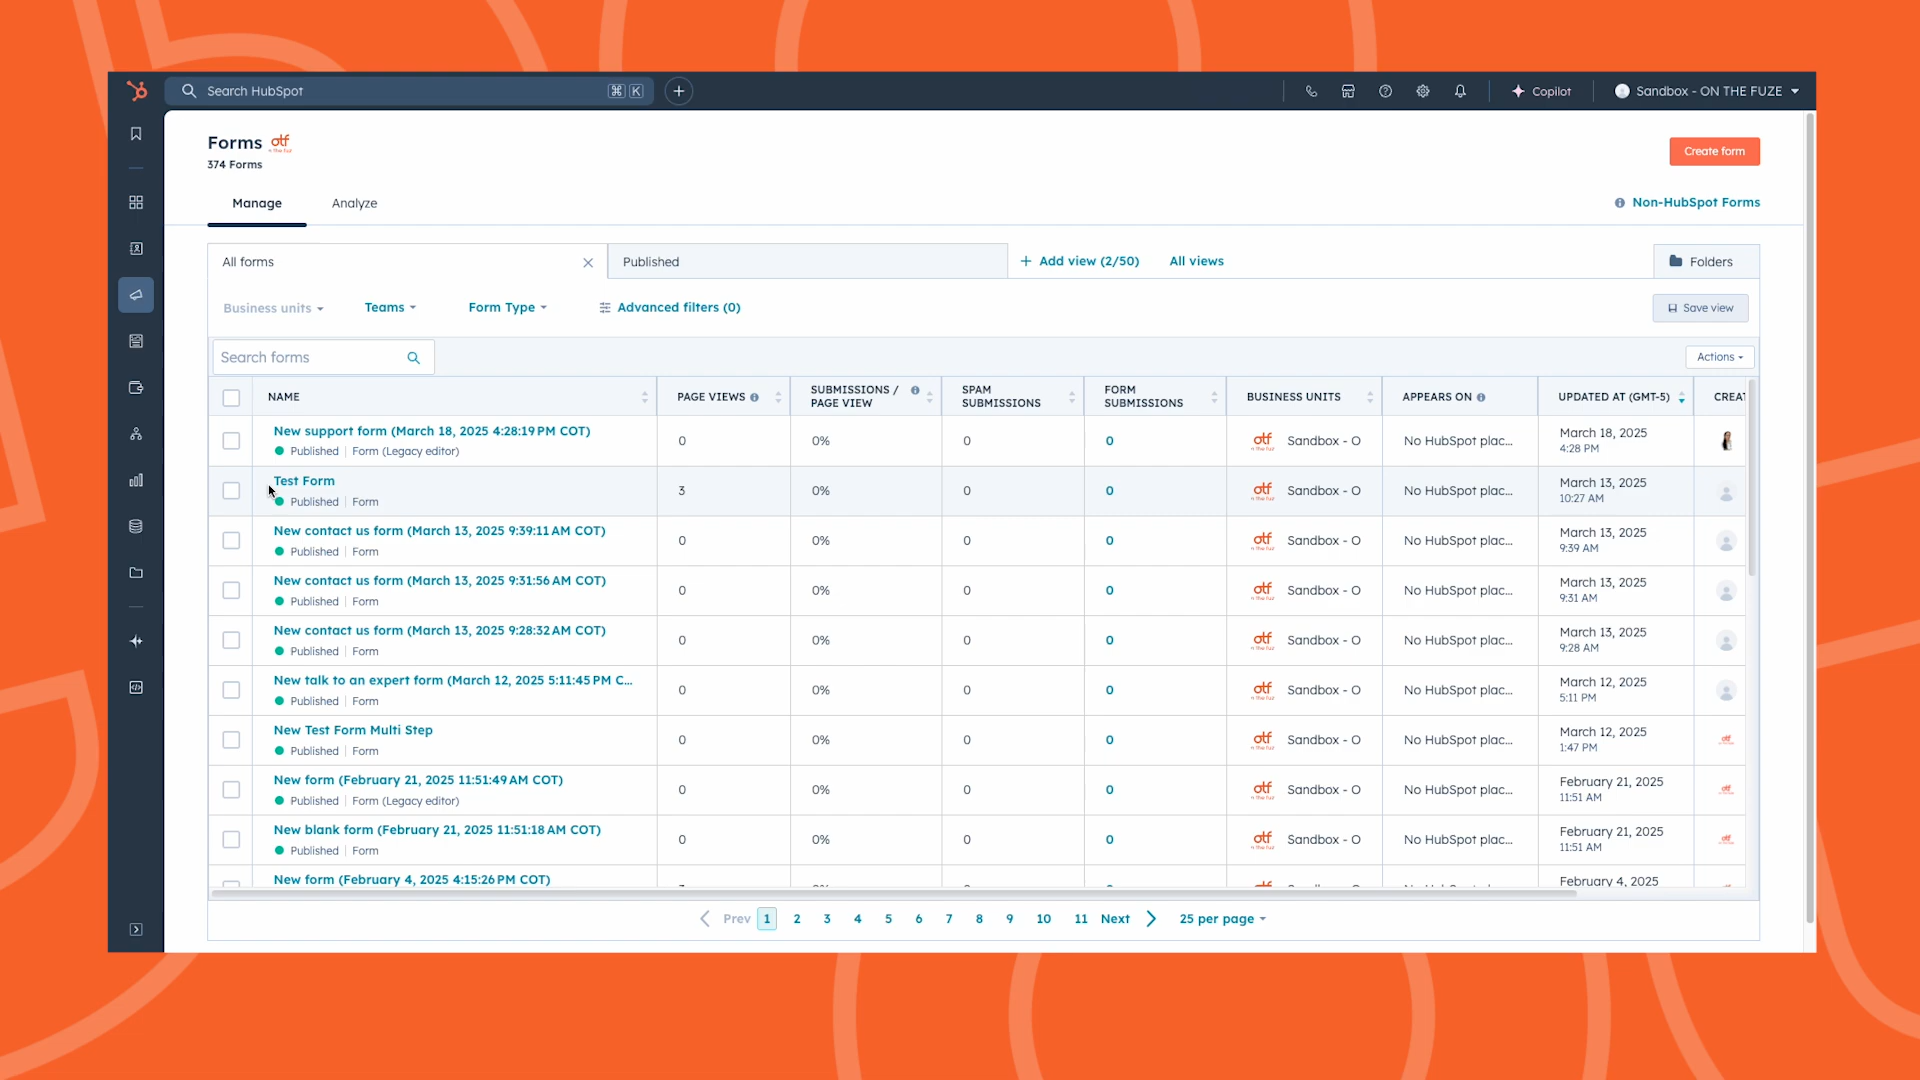 Search HubSpot ⌘ K
Copilot
Sandbox - ON THE FUZE
Forms otf
374 Forms
Create form
Manage
Analyze
Non-HubSpot Forms
All forms
Published
+ Add view (2/50)
All views
Folders
Business units
Teams
Form Type
Advanced filters (0)
Save view
Search forms
Actions
NAME
PAGE VIEWS
SUBMISSIONS / PAGE VIEW
SPAM SUBMISSIONS
FORM SUBMISSIONS
BUSINESS UNITS
APPEARS ON
UPDATED AT (GMT-5)
CREAT
New support form (March 18, 2025 4:28:19 PM COT)
Published | Form (Legacy editor)
0 0% 0 0 otf Sandbox - O No HubSpot plac...
March 18, 2025
4:28 PM
Test Form
Published | Form
3 0% 0 0 otf Sandbox - O No HubSpot plac...
March 13, 2025
10:27 AM
New contact us form (March 13, 2025 9:39:11 AM COT)
Published | Form
0 0% 0 0 otf Sandbox - O No HubSpot plac...
March 13, 2025
9:39 AM
New contact us form (March 13, 2025 9:31:56 AM COT)
Published | Form
0 0% 0 0 otf Sandbox - O No HubSpot plac...
March 13, 2025
9:31 AM
New contact us form (March 13, 2025 9:28:32 AM COT)
Published | Form
0 0% 0 0 otf Sandbox - O No HubSpot plac...
March 13, 2025
9:28 AM
New talk to an expert form (March 12, 2025 5:11:45 PM C...
Published | Form
0 0% 0 0 otf Sandbox - O No HubSpot plac...
March 12, 2025
5:11 PM
New Test Form Multi Step
Published | Form
0 0% 0 0 otf Sandbox - O No HubSpot plac...
March 12, 2025
1:47 PM
New form (February 21, 2025 11:51:49 AM COT)
Published | Form (Legacy editor)
0 0% 0 0 otf Sandbox - O No HubSpot plac...
February 21, 2025
11:51 AM
New blank form (February 21, 2025 11:51:18 AM COT)
Published | Form
0 0% 0 0 otf Sandbox - O No HubSpot plac...
February 21, 2025
11:51 AM
New form (February 4, 2025 4:15:26 PM COT)
February 4, 2025
Prev 1 2 3 4 5 6 7 8 9 10 11 Next
25 per page